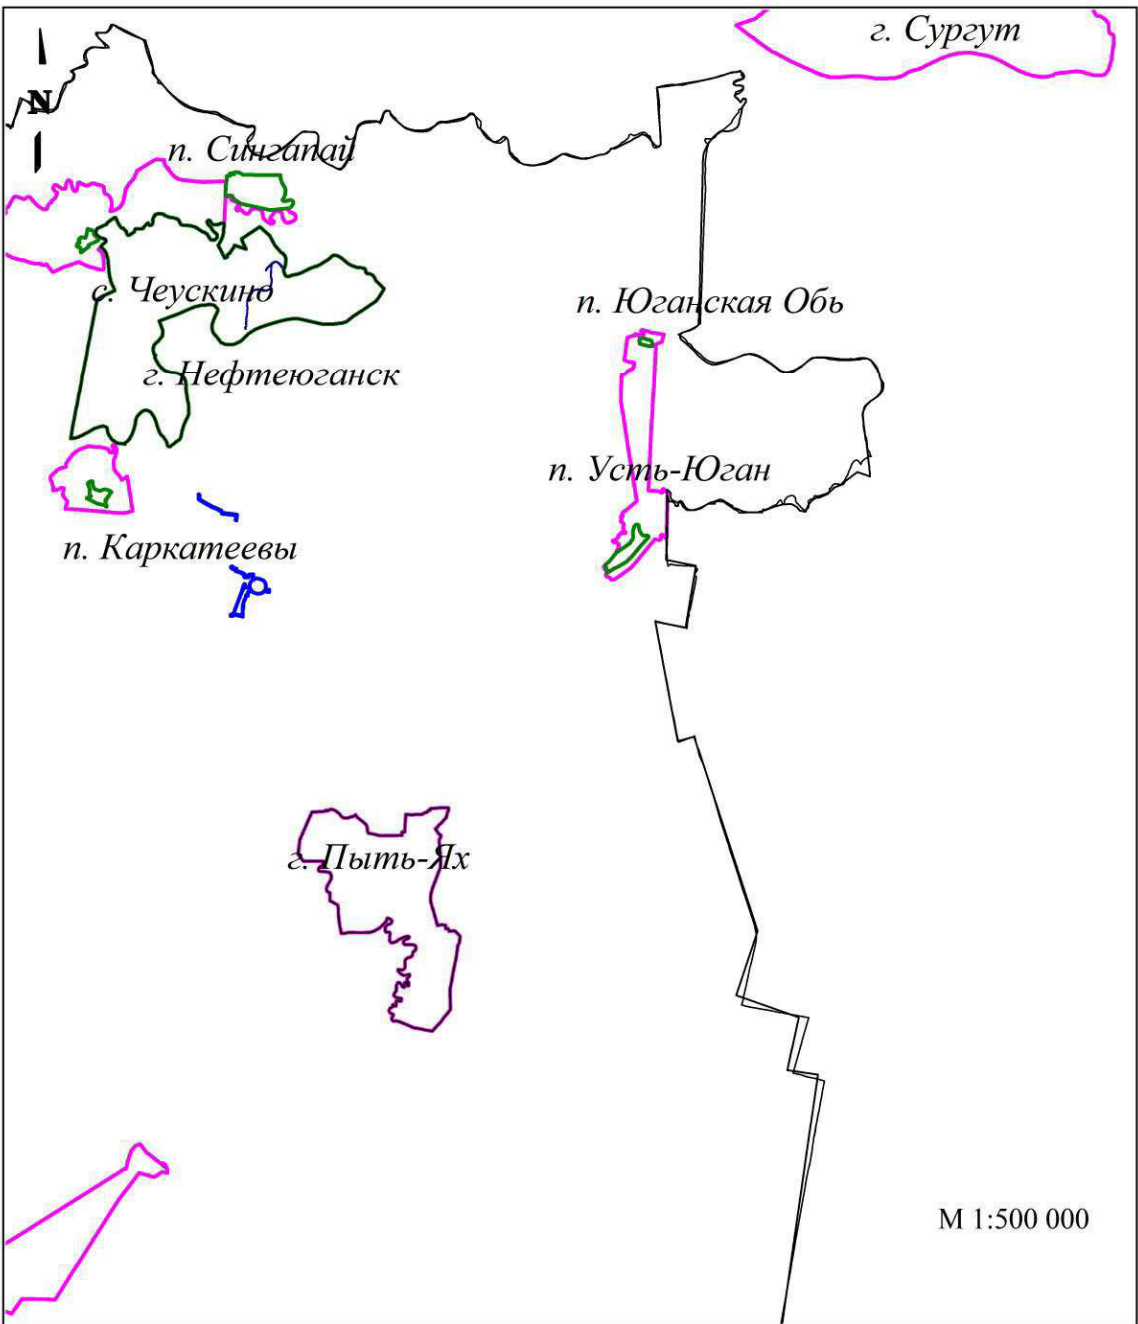 г. Сургут
N
п. Сингапай
с. Чеускино
п. Юганская Обь
г. Нефтеюганск
п. Усть-Юган
п. Каркатеевы
г. Пыть-Ях
М 1:500 000